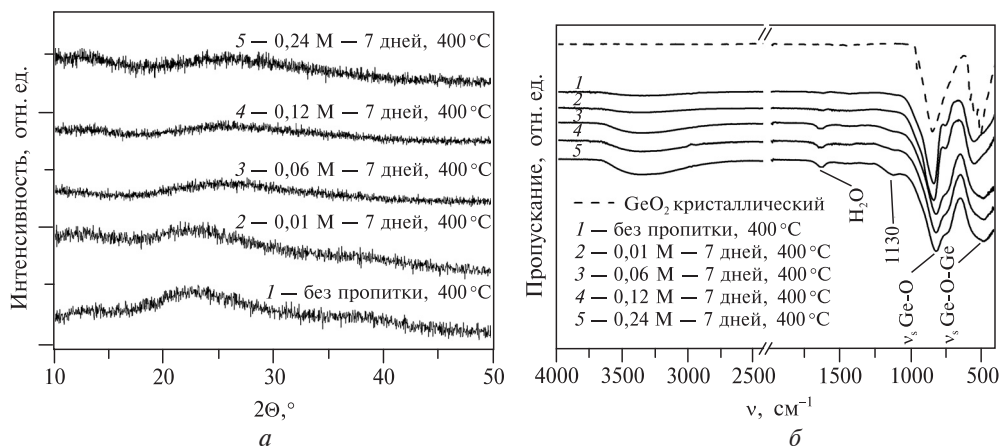 Интенсивность, отн. ед.
5 — 0,24 М — 7 дней, 400 °С
4 — 0,12 М — 7 дней, 400 °С
3 — 0,06 М — 7 дней, 400 °С
2 — 0,01 М — 7 дней, 400 °С
1 — без пропитки, 400 °С
10 20 30 40 50
2Θ,°
а
Пропускание, отн. ед.
1
2
3
4
5
H₂O
1130
νₛ Ge-O
νₛ Ge-O-Ge
GeO₂ кристаллический
1 — без пропитки, 400 °С
2 — 0,01 М — 7 дней, 400 °С
3 — 0,06 М — 7 дней, 400 °С
4 — 0,12 М — 7 дней, 400 °С
5 — 0,24 М — 7 дней, 400 °С
4000 3500 3000 2500 1500 1000 500
ν, см⁻¹
б